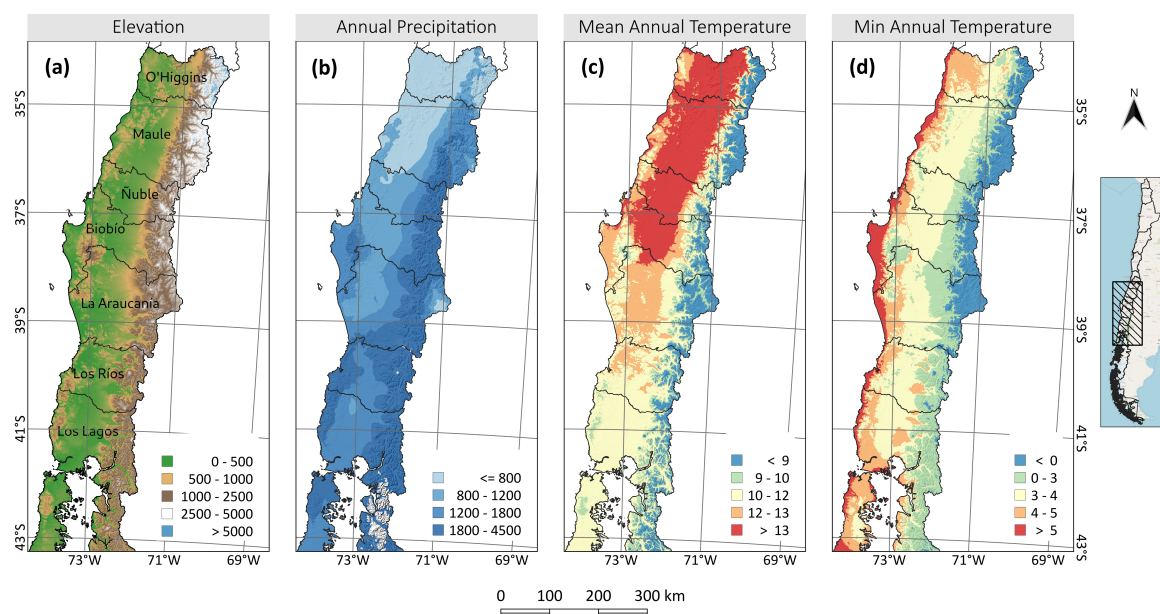 Elevation
Annual Precipitation
Mean Annual Temperature
Min Annual Temperature
(a)
(b)
(c)
(d)
O'Higgins
Maule
Ñuble
Biobío
La Araucanía
Los Ríos
Los Lagos
35°S
37°S
39°S
41°S
43°S
35°S
37°S
39°S
41°S
43°S
N
0 - 500
500 - 1000
1000 - 2500
2500 - 5000
> 5000
<= 800
800 - 1200
1200 - 1800
1800 - 4500
< 9
9 - 10
10 - 12
12 - 13
> 13
< 0
0 - 3
3 - 4
4 - 5
> 5
73°W 71°W 69°W
73°W 71°W 69°W
73°W 71°W 69°W
73°W 71°W 69°W
0 100 200 300 km